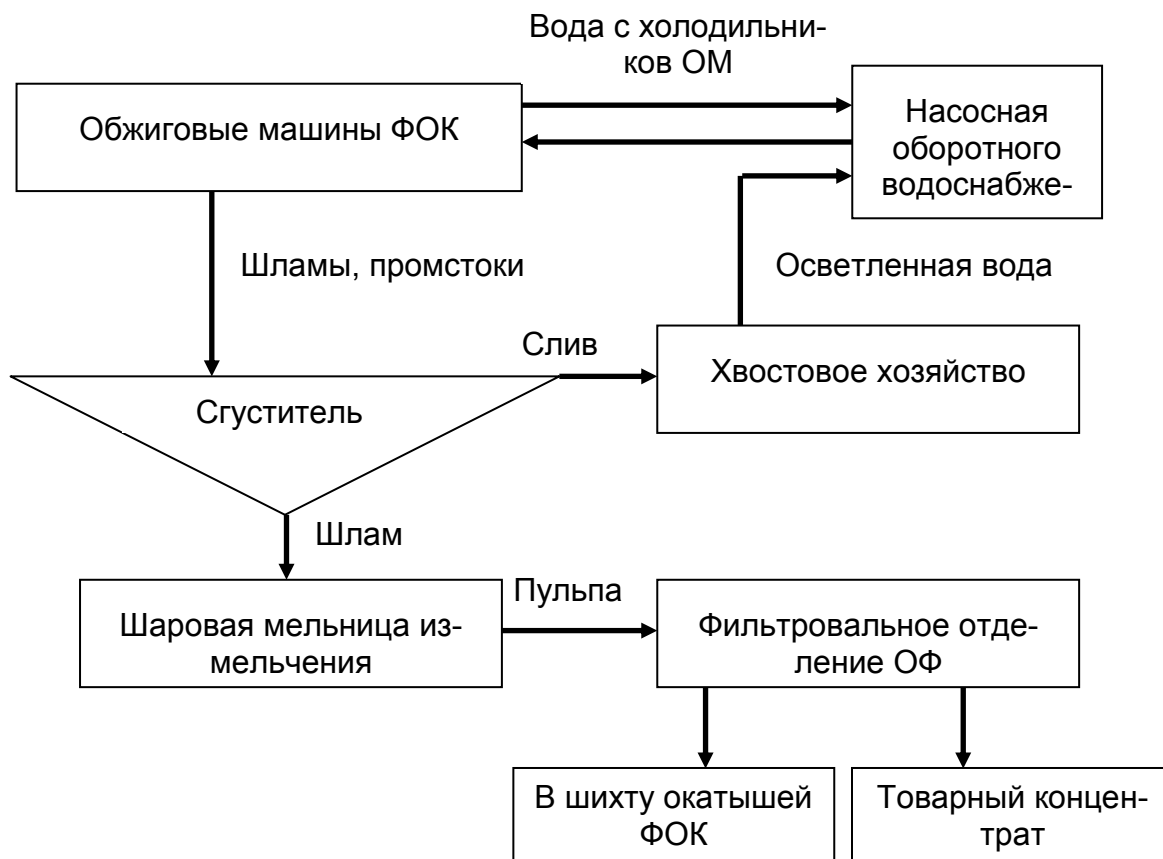 Вода с холодильни-
ков ОМ
Обжиговые машины ФОК
Насосная
оборотного
водоснабже-
Шламы, промстоки
Осветленная вода
Слив
Хвостовое хозяйство
Сгуститель
Шлам
Пульпа
Шаровая мельница из-
мельчения
Фильтровальное отде-
ление ОФ
В шихту окатышей
ФОК
Товарный концен-
трат